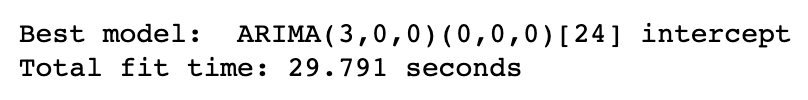 Best model:  ARIMA(3,0,0)(0,0,0)[24] intercept
Total fit time: 29.791 seconds